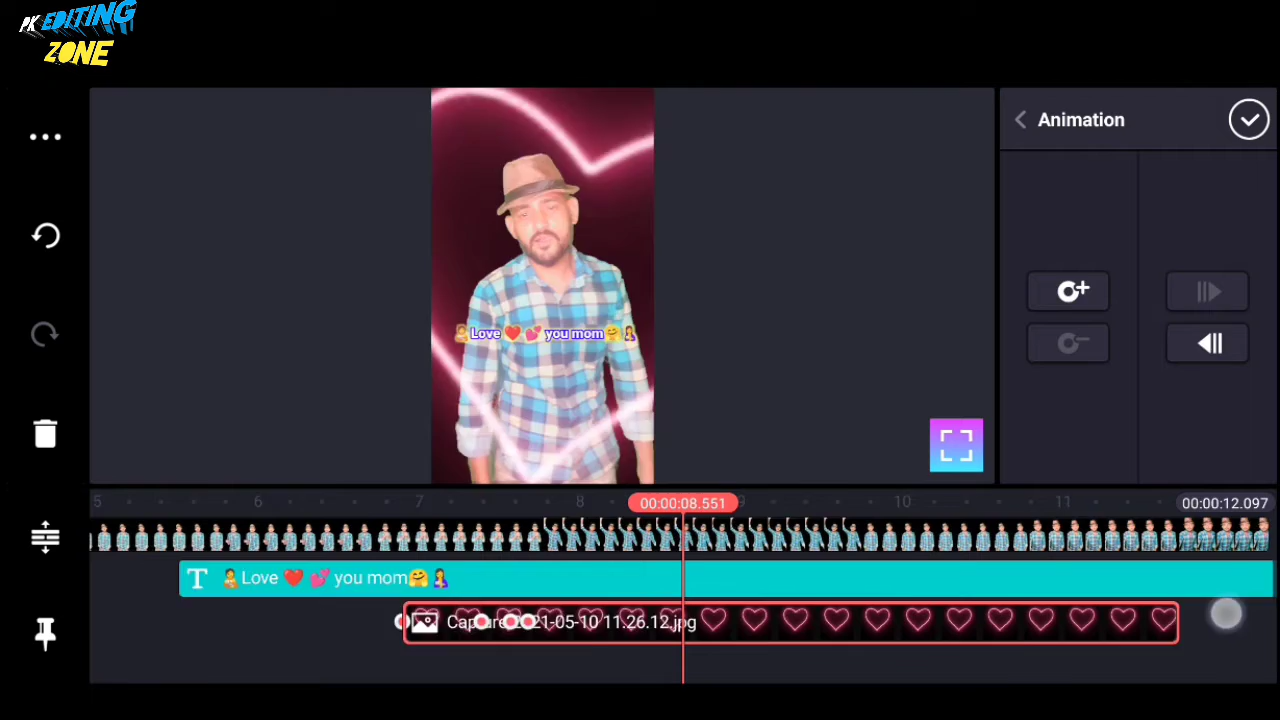 PK EDITING
ZONE
Animation
🤱Love ❤️ 💕 you mom🤗🤱
5 6 7 8 9 10 11
00:00:08.551
00:00:12.097
T 🤱Love ❤️ 💕 you mom🤗🤱
Capture 2021-05-10 11.26.12.jpg